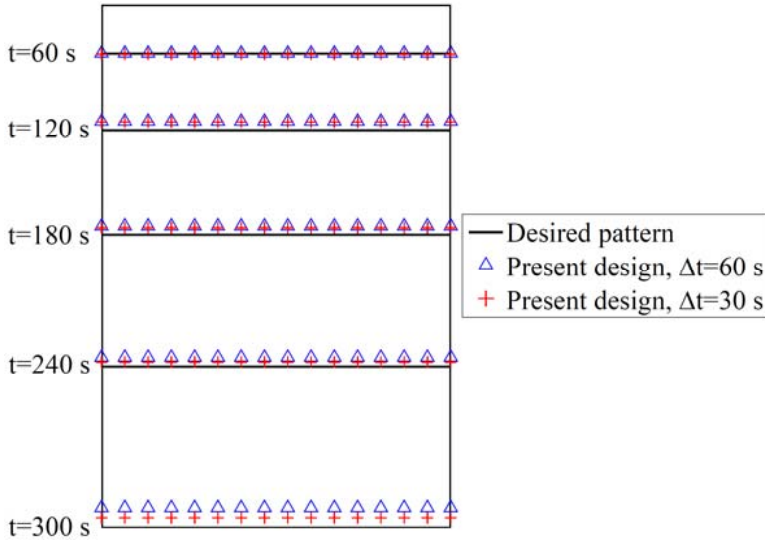 t=60 s
t=120 s
t=180 s
t=240 s
t=300 s
Desired pattern
Present design, Δt=60 s
Present design, Δt=30 s